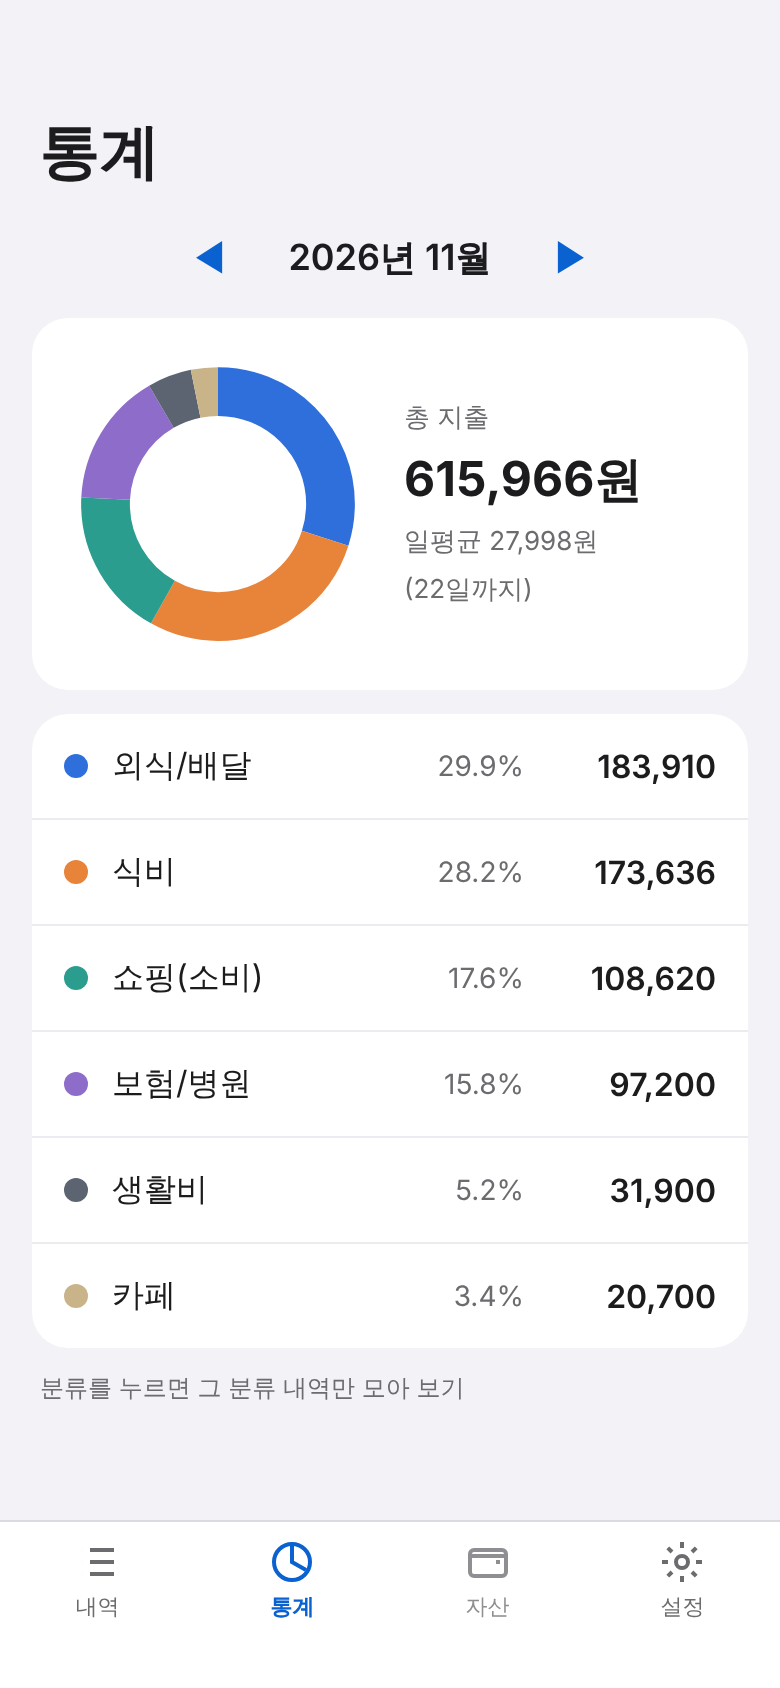 통계
2026년 11월
총 지출
615,966원
일평균 27,998원
(22일까지)
외식/배달 29.9% 183,910
식비 28.2% 173,636
쇼핑(소비) 17.6% 108,620
보험/병원 15.8% 97,200
생활비 5.2% 31,900
카페 3.4% 20,700
분류를 누르면 그 분류 내역만 모아 보기
내역 통계 자산 설정